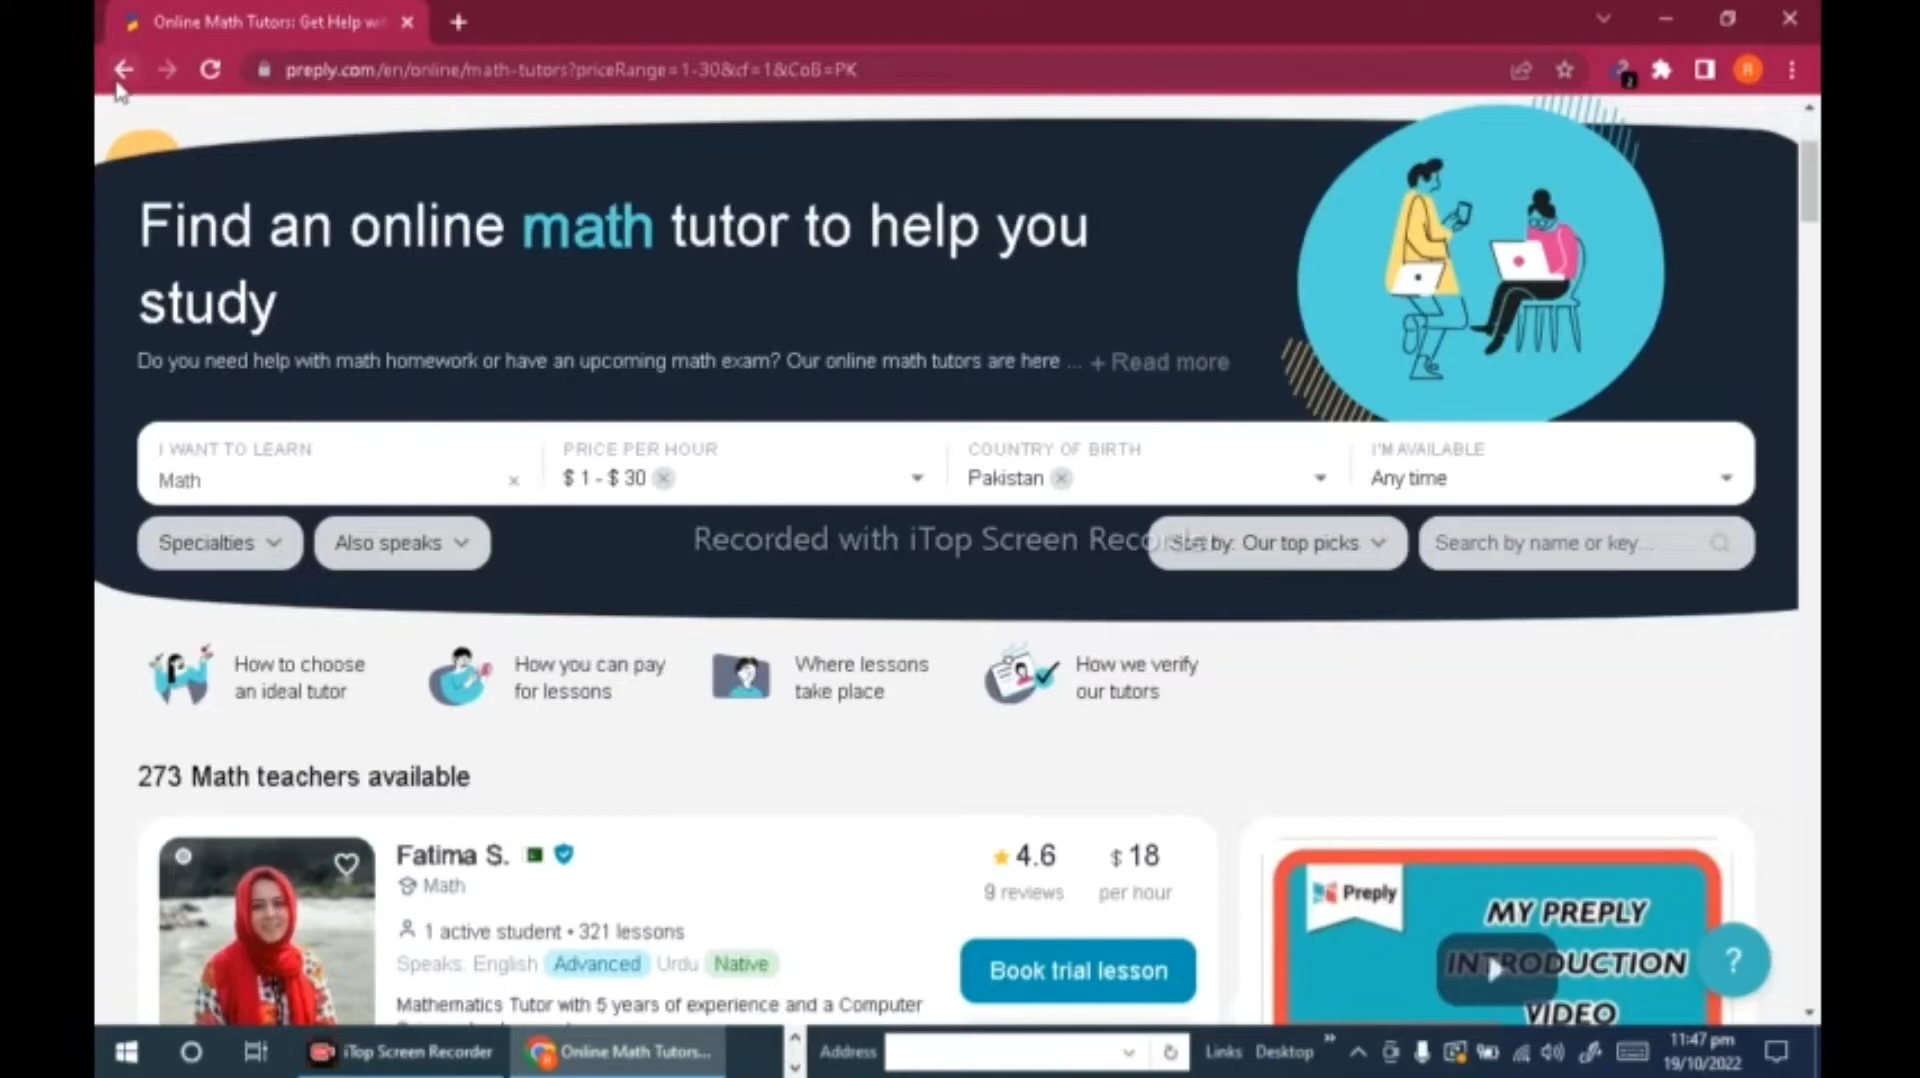 Online Math Tutors: Get Help wi
preply.com/en/online/math-tutors?priceRange=1-30&cf=1&CoB=PK
Find an online math tutor to help you
study
Do you need help with math homework or have an upcoming math exam? Our online math tutors are here ... + Read more
I WANT TO LEARN
Math
PRICE PER HOUR
$ 1 - $ 30
COUNTRY OF BIRTH
Pakistan
I'M AVAILABLE
Any time
Specialties
Also speaks
Recorded with iTop Screen Recorder
Sort by: Our top picks
Search by name or key...
How to choose
an ideal tutor
How you can pay
for lessons
Where lessons
take place
How we verify
our tutors
273 Math teachers available
Fatima S.
Math
1 active student • 321 lessons
Speaks: English Advanced Urdu Native
Mathematics Tutor with 5 years of experience and a Computer
4.6
9 reviews
$ 18
per hour
Book trial lesson
Preply
MY PREPLY
INTRODUCTION
VIDEO
?
iTop Screen Recorder
Online Math Tutors...
Address
Links
Desktop
11:47 pm
19/10/2022